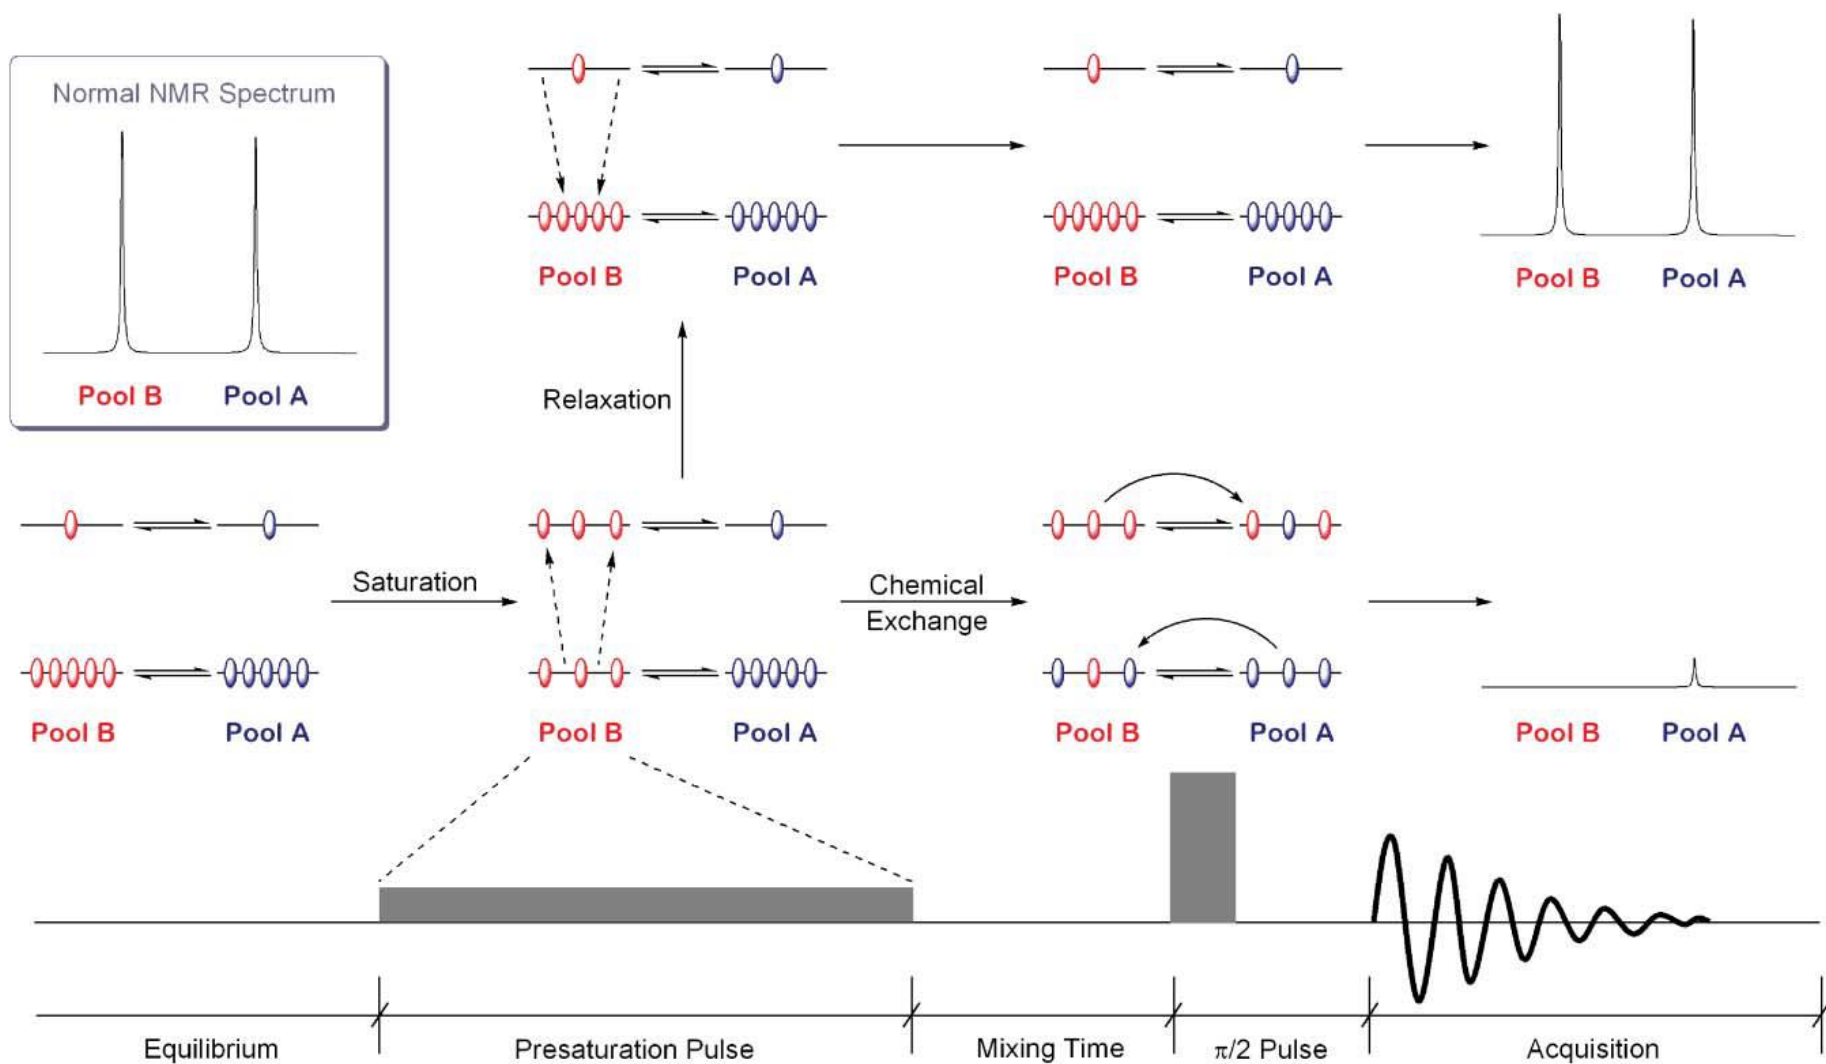 Normal NMR Spectrum
Pool B Pool A
Pool B Pool A
Pool B Pool A
Pool B Pool A
Relaxation
Saturation
Chemical
Exchange
Pool B Pool A
Pool B Pool A
Pool B Pool A
Pool B Pool A
Equilibrium
Presaturation Pulse
Mixing Time
π/2 Pulse
Acquisition